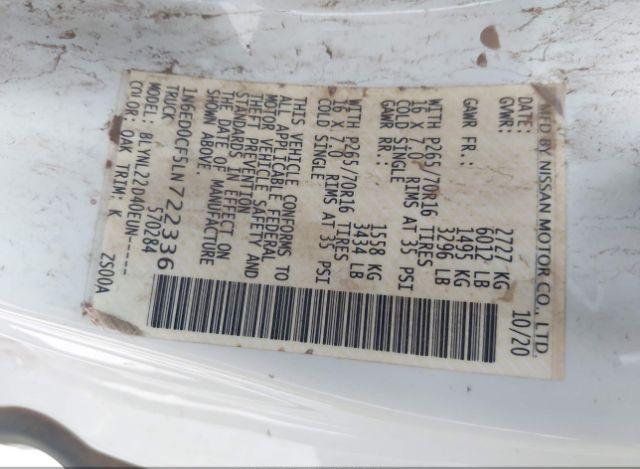 MFD BY NISSAN MOTOR CO., LTD.
DATE: 10/20
GVWR: 2727 KG
6012 LB
GAWR FR: 1495 KG
3296 LB
WITH P265/70R16 TIRES
16 X 7.0 RIMS AT 35 PSI
COLD SINGLE
GAWR RR: 1558 KG
3434 LB
WITH P265/70R16 TIRES
16 X 7.0 RIMS AT 35 PSI
COLD SINGLE
THIS VEHICLE CONFORMS TO
ALL APPLICABLE FEDERAL
MOTOR VEHICLE SAFETY AND
THEFT PREVENTION
STANDARDS IN EFFECT ON
THE DATE OF MANUFACTURE
SHOWN ABOVE.
1N6ED0CF5LN722336
TRUCK 570284
MODEL: BLYNL22D40EUN-----
COLOR: QAK TRIM: K ZS00A